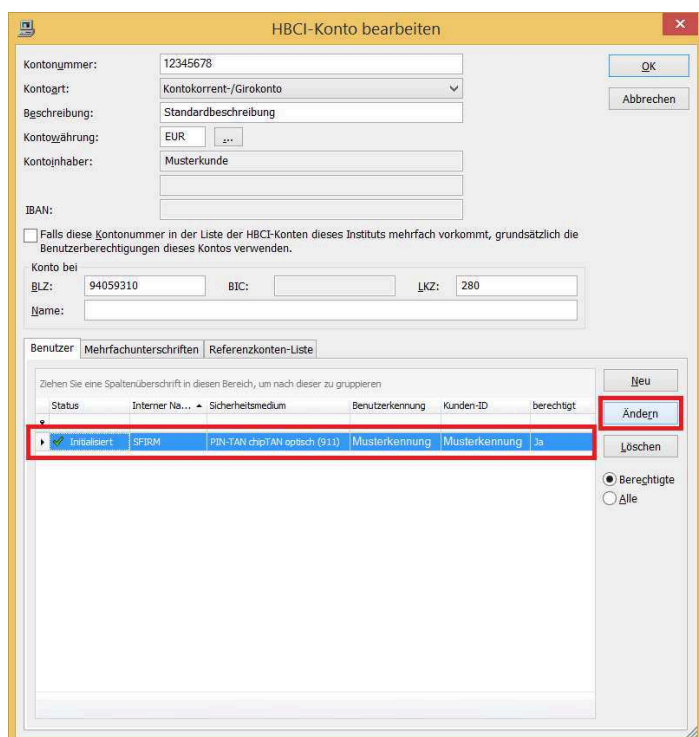 HBCI-Konto bearbeiten
Kontonummer: 12345678
OK
Kontoart: Kontokorrent-/Girokonto
Abbrechen
Beschreibung: Standardbeschreibung
Kontowährung: EUR ...
Kontoinhaber: Musterkunde
IBAN:
Falls diese Kontonummer in der Liste der HBCI-Konten dieses Instituts mehrfach vorkommt, grundsätzlich die
Benutzerberechtigungen dieses Kontos verwenden.
Konto bei
BLZ: 94059310 BIC: LKZ: 280
Name:
Benutzer Mehrfachunterschriften Referenzkonten-Liste
Ziehen Sie eine Spaltenüberschrift in diesen Bereich, um nach dieser zu gruppieren
Neu
Status Interner Na... Sicherheitsmedium Benutzerkennung Kunden-ID berechtigt
Ändern
Initialisiert SFIRM PIN-TAN chipTAN optisch (911) Musterkennung Musterkennung Ja
Löschen
Berechtigte
Alle